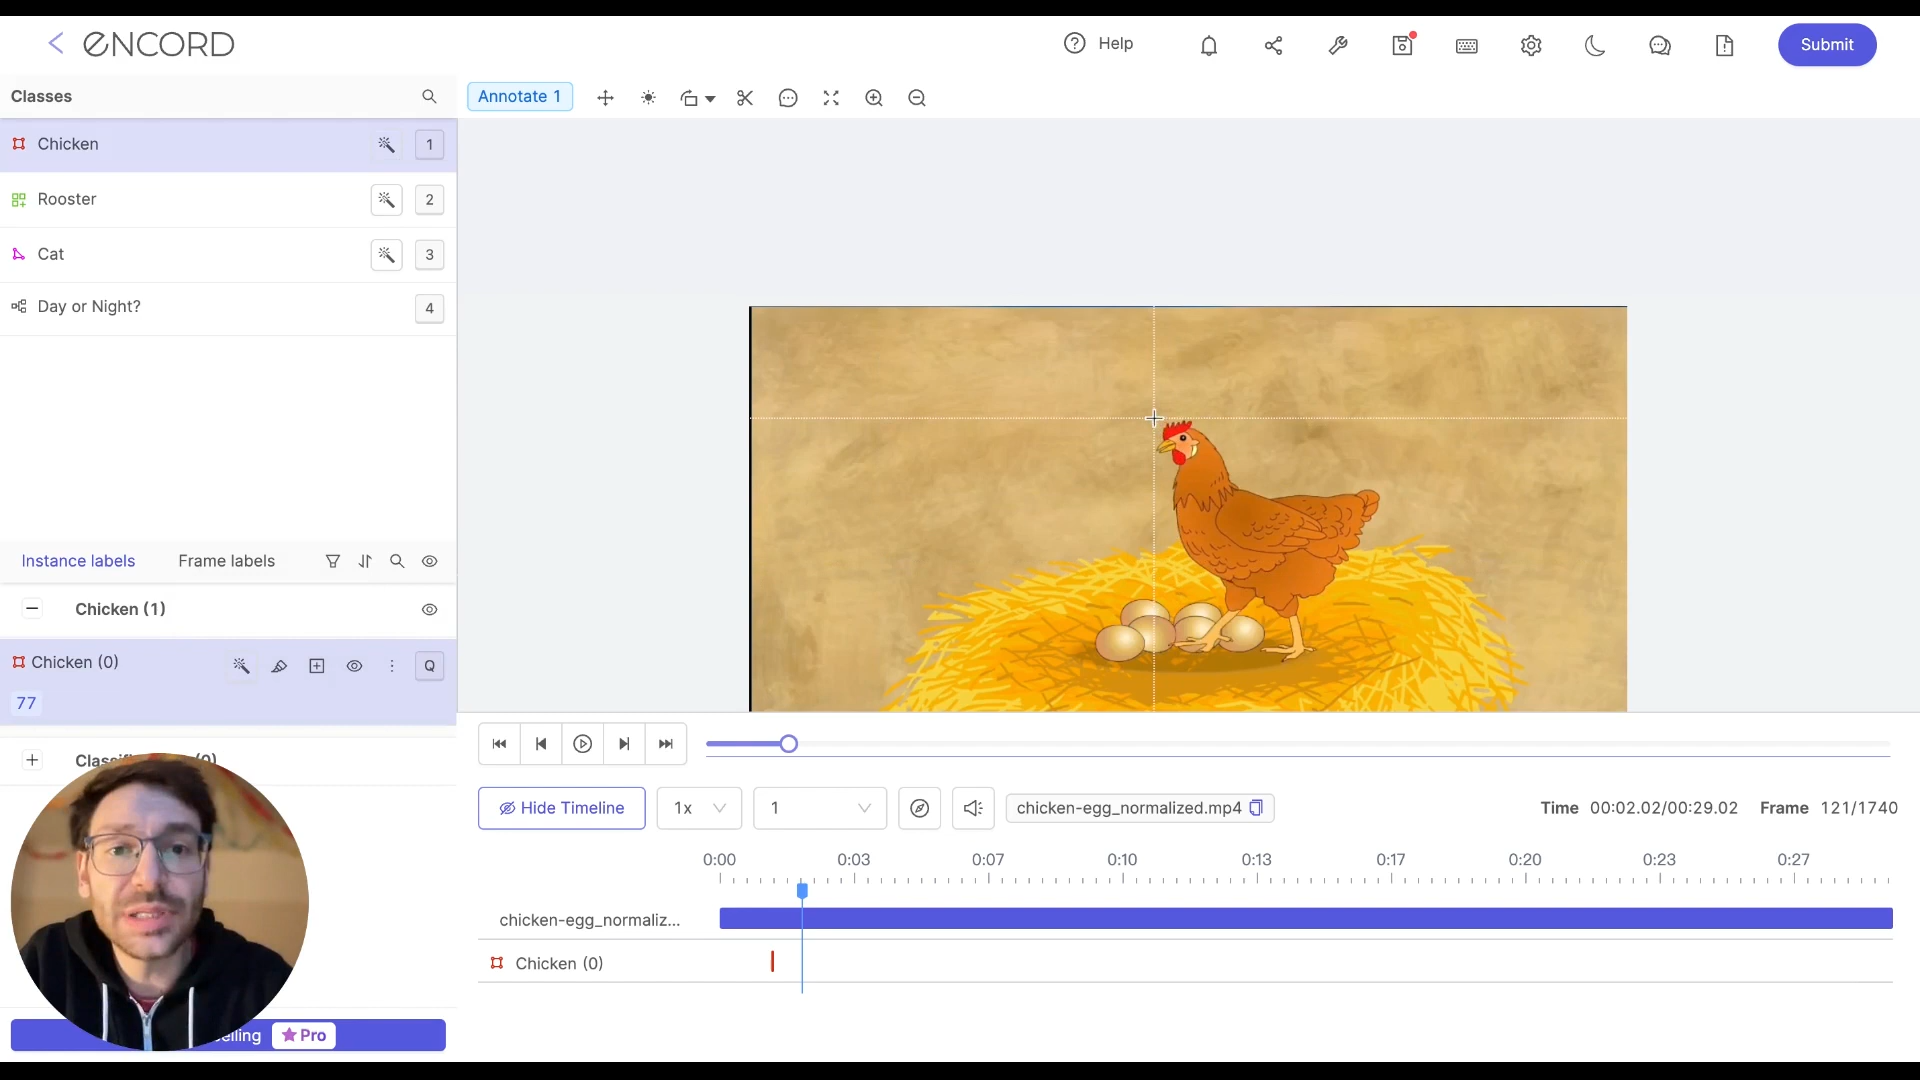 ENCORD
Help
Submit
Classes
Annotate 1
Chicken
1
Rooster
2
Cat
3
Day or Night?
4
Instance labels
Frame labels
Chicken (1)
Chicken (0)
Q
77
Hide Timeline
1x
1
chicken-egg_normalized.mp4
Time 00:02.02/00:29.02 Frame 121/1740
0:00 0:03 0:07 0:10 0:13 0:17 0:20 0:23 0:27
chicken-egg_normaliz...
Chicken (0)
Pro